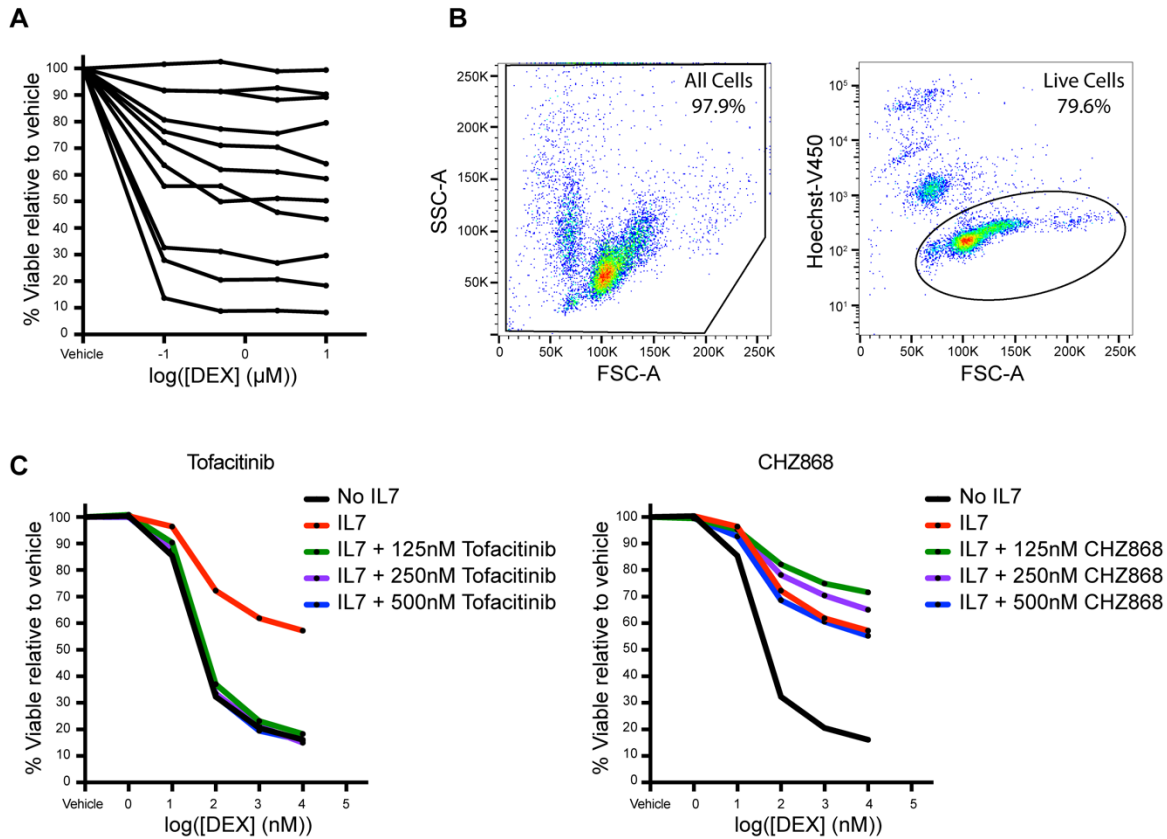 A
% Viable relative to vehicle
100
90
80
70
60
50
40
30
20
10
0
Vehicle
-1
0
1
log([DEX] (µM))
B
SSC-A
250K
200K
150K
100K
50K
0
All Cells
97.9%
0
50K
100K
150K
200K
250K
FSC-A
Hoechst-V450
10⁵
10⁴
10³
10²
10¹
Live Cells
79.6%
50K
100K
150K
200K
250K
FSC-A
C
Tofacitinib
% Viable relative to vehicle
100
90
80
70
60
50
40
30
20
10
0
Vehicle
0
1
2
3
4
5
log([DEX] (nM))
No IL7
IL7
IL7 + 125nM Tofacitinib
IL7 + 250nM Tofacitinib
IL7 + 500nM Tofacitinib
CHZ868
% Viable relative to vehicle
100
90
80
70
60
50
40
30
20
10
0
Vehicle
0
1
2
3
4
5
log([DEX] (nM))
No IL7
IL7
IL7 + 125nM CHZ868
IL7 + 250nM CHZ868
IL7 + 500nM CHZ868